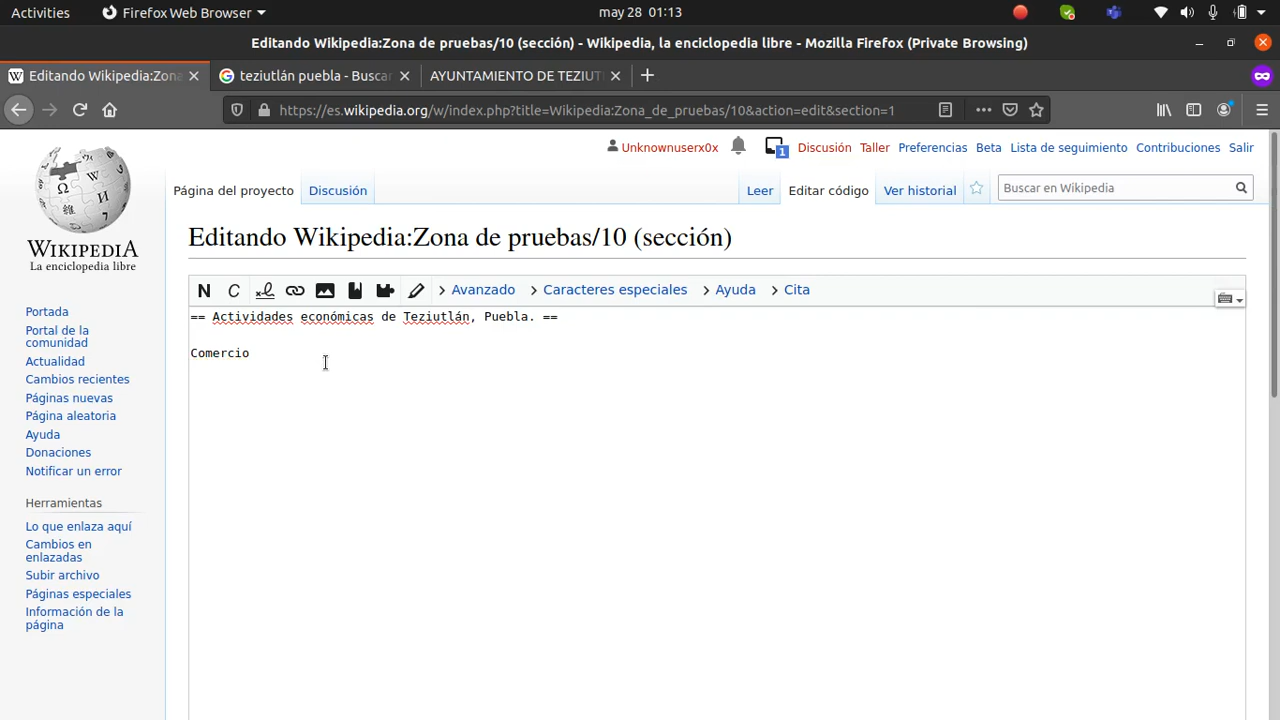 Activities Firefox Web Browser may 28 01:13
Editando Wikipedia:Zona de pruebas/10 (sección) - Wikipedia, la enciclopedia libre - Mozilla Firefox (Private Browsing)
Editando Wikipedia:Zona teziutlán puebla - Buscar AYUNTAMIENTO DE TEZIUT
https://es.wikipedia.org/w/index.php?title=Wikipedia:Zona_de_pruebas/10&action=edit&section=1
1 Unknownuserx0x Discusión Taller Preferencias Beta Lista de seguimiento Contribuciones Salir
Página del proyecto Discusión Leer Editar código Ver historial Buscar en Wikipedia
WIKIPEDIA
La enciclopedia libre
Editando Wikipedia:Zona de pruebas/10 (sección)
N C Avanzado Caracteres especiales Ayuda Cita
== Actividades económicas de Teziutlán, Puebla. ==
Comercio
Portada
Portal de la
comunidad
Actualidad
Cambios recientes
Páginas nuevas
Página aleatoria
Ayuda
Donaciones
Notificar un error
Herramientas
Lo que enlaza aquí
Cambios en
enlazadas
Subir archivo
Páginas especiales
Información de la
página